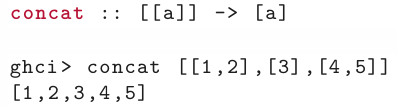 concat :: [[a]] -> [a]
ghci> concat [[1,2],[3],[4,5]]
[1,2,3,4,5]